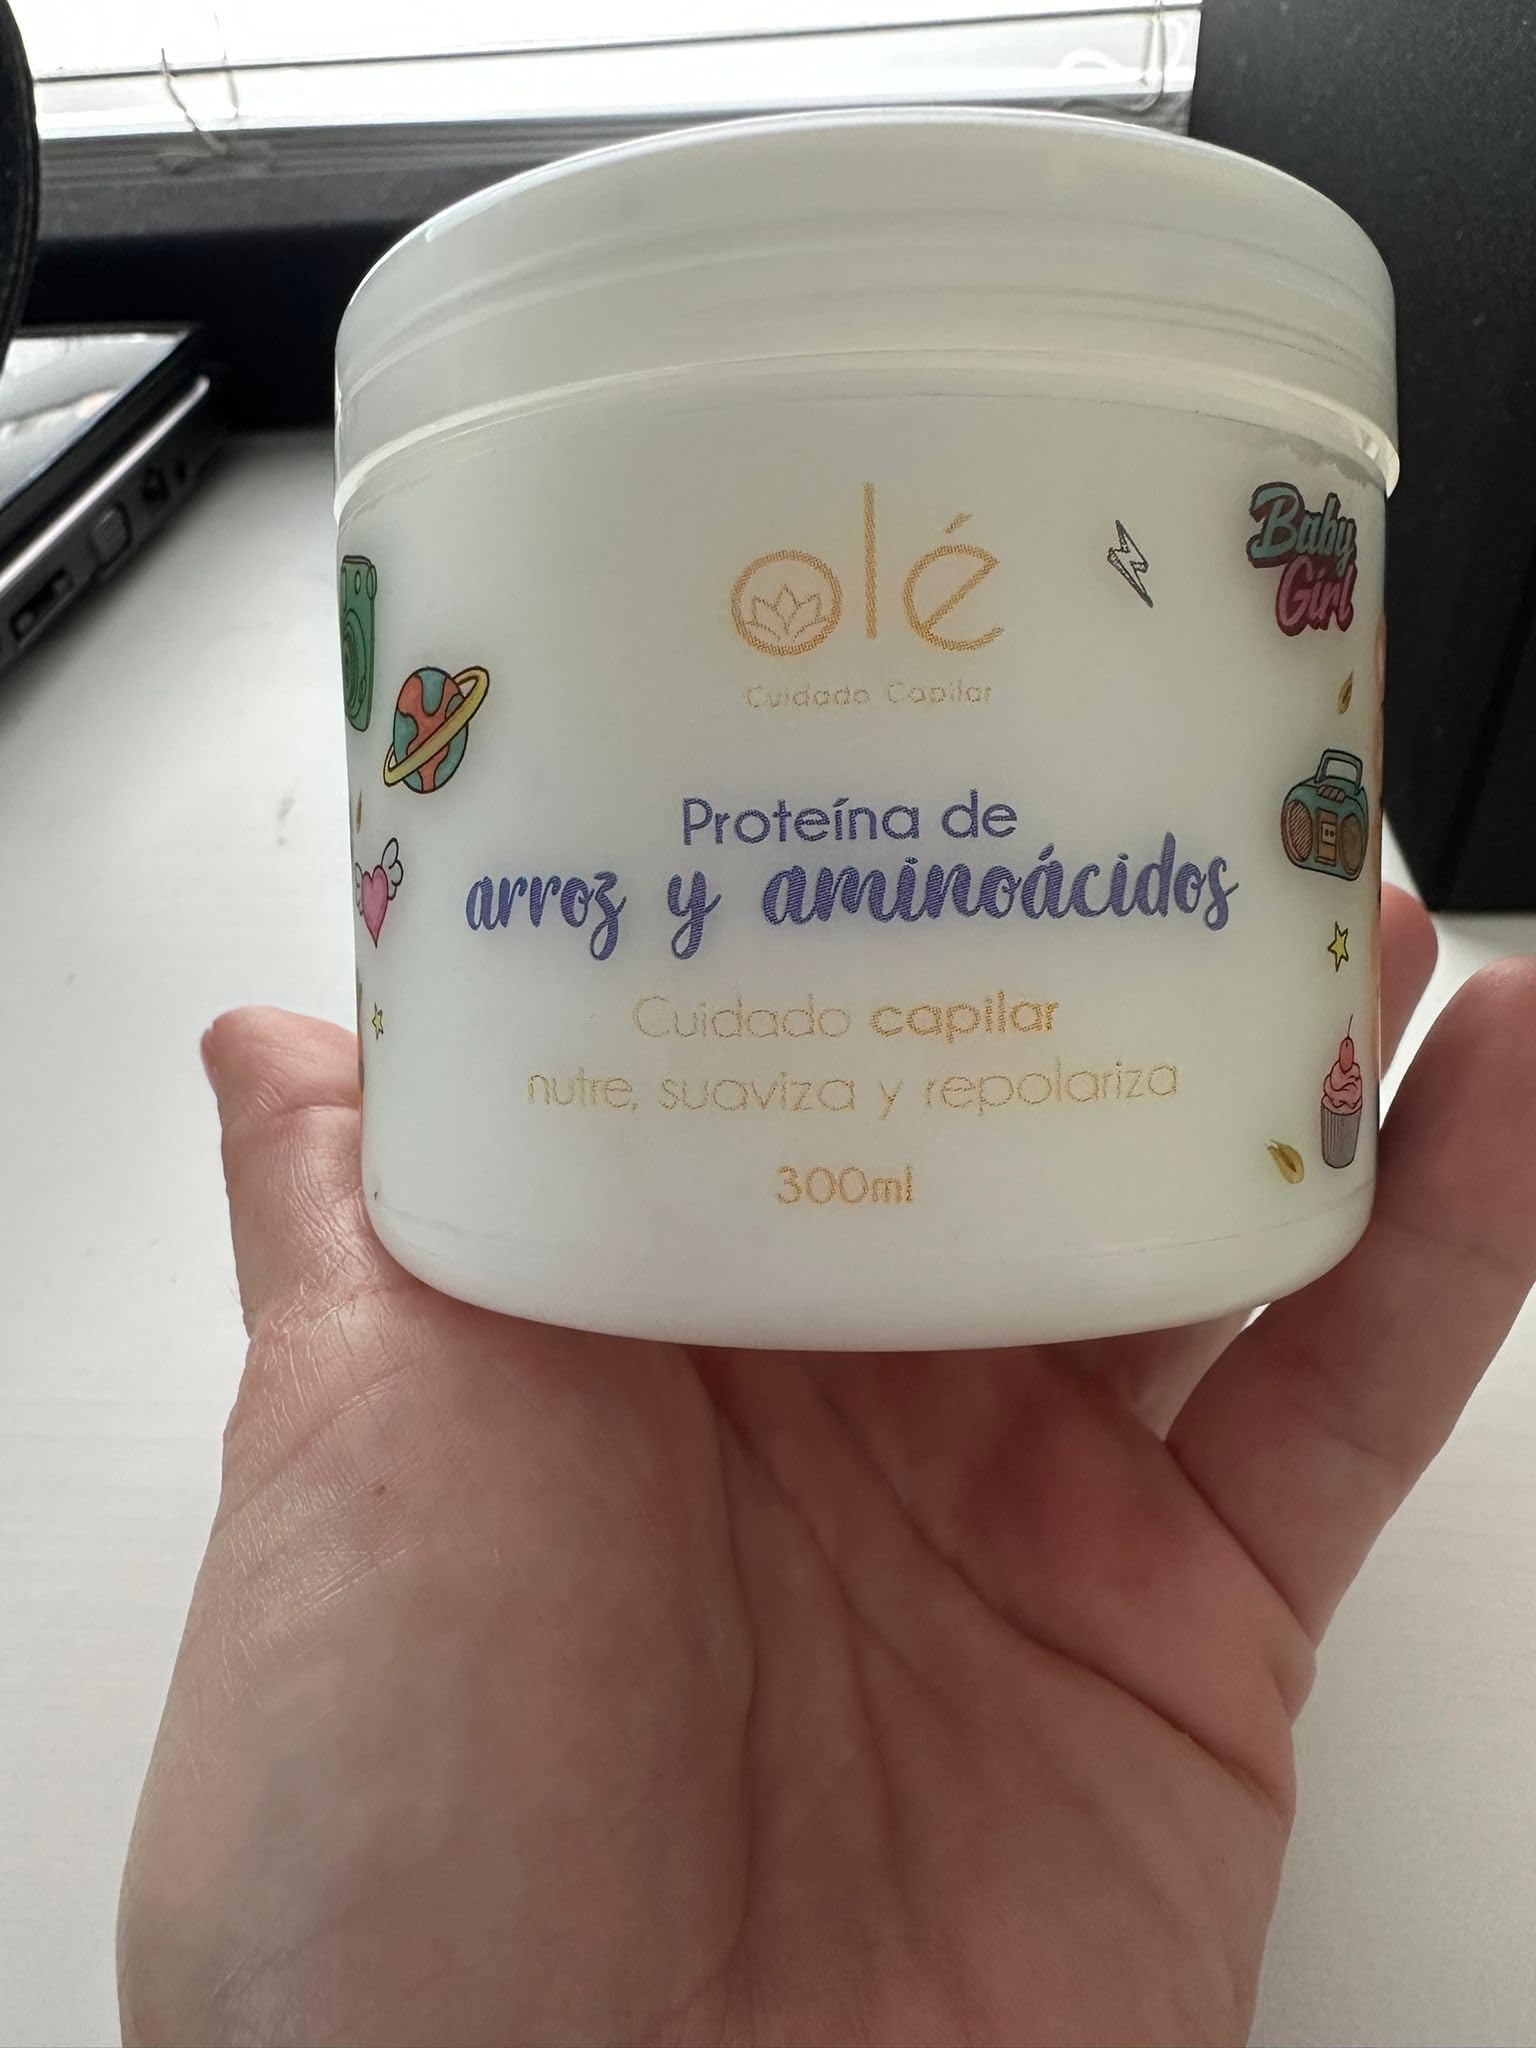 olé
Cuidado Capilar
Baby
Girl
Proteína de
arroz y aminoácidos
Cuidado capilar
nutre, suaviza y repolariza
300ml